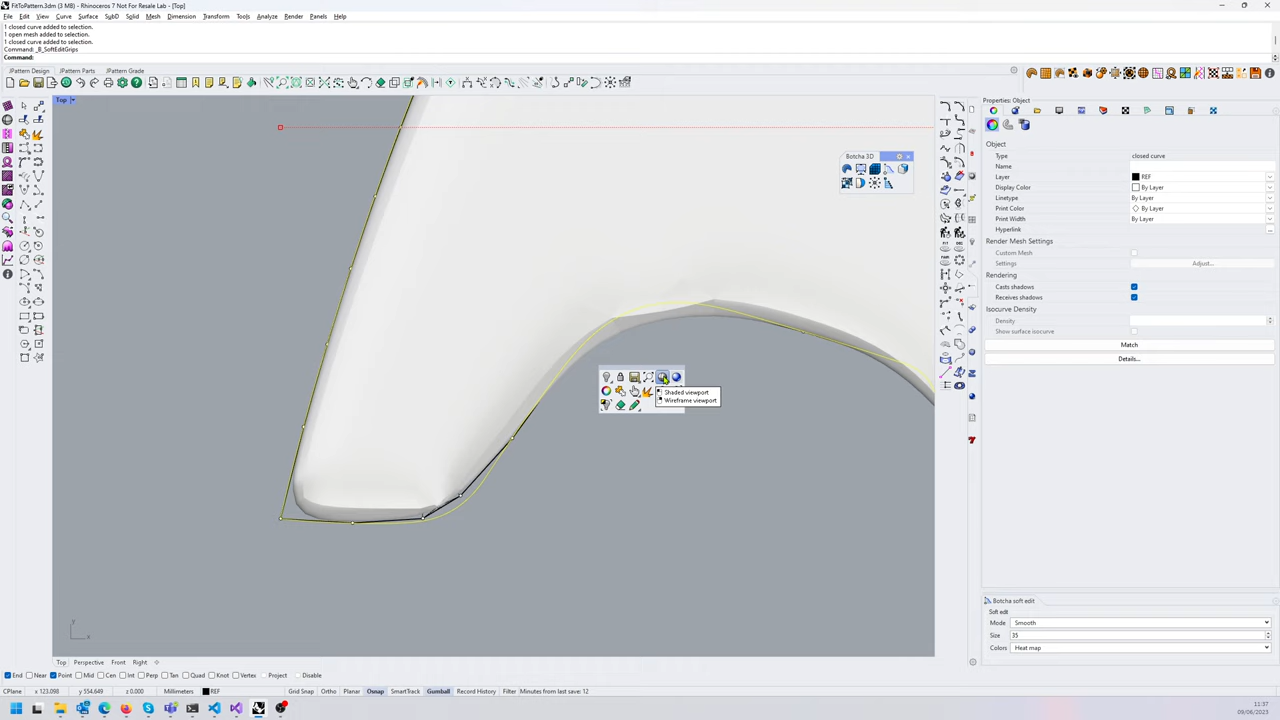 FitToPattern.3dm (3 MB) - Rhinoceros 7 Not For Resale Lab - [Top]
File Edit View Curve Surface SubD Solid Mesh Dimension Transform Tools Analyze Render Panels Help
1 closed curve added to selection.
1 open mesh added to selection.
1 closed curve added to selection.
Command: _B_SoftEditGrips
Command:
JPattern Design JPattern Parts JPattern Grade
Top
Botcha 3D
Shaded viewport
Wireframe viewport
y
x
Properties: Object
Object
Type closed curve
Name
Layer REF
Display Color By Layer
Linetype By Layer
Print Color By Layer
Print Width By Layer
Hyperlink ...
Render Mesh Settings
Custom Mesh
Settings Adjust...
Rendering
Casts shadows
Receives shadows
Isocurve Density
Density
Show surface isocurve
Match
Details...
Botcha soft edit
Soft edit
Mode Smooth
Size 35
Colors Heat map
Top Perspective Front Right
End Near Point Mid Cen Int Perp Tan Quad Knot Vertex Project Disable
CPlane x 123.098 y 554.649 z 0.000 Millimeters REF Grid Snap Ortho Planar Osnap SmartTrack Gumball Record History Filter Minutes from last save: 12
11:37
09/06/2023